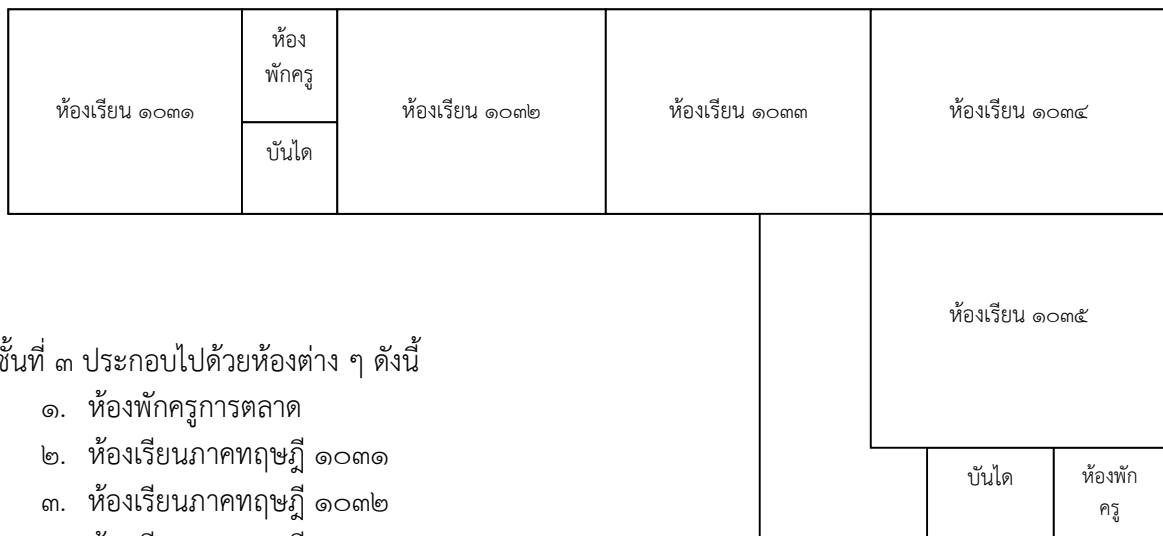 ห้อง
พักครู
ห้องเรียน ๑๐๓๑
ห้องเรียน ๑๐๓๒
ห้องเรียน ๑๐๓๓
ห้องเรียน ๑๐๓๔
บันได
ห้องเรียน ๑๐๓๕
ชั้นที่ ๓ ประกอบไปด้วยห้องต่าง ๆ ดังนี้
๑. ห้องพักครูการตลาด
๒. ห้องเรียนภาคทฤษฎี ๑๐๓๑
๓. ห้องเรียนภาคทฤษฎี ๑๐๓๒
บันได
ห้องพัก
ครู